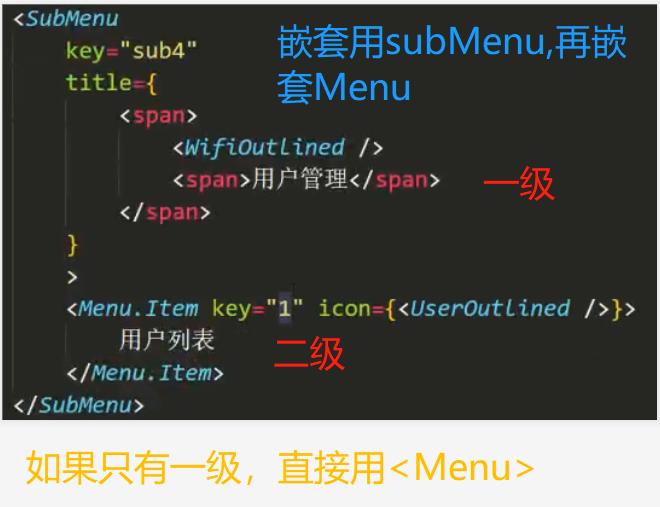 <SubMenu
key="sub4"
嵌套用subMenu,再嵌
套Menu
title={
<span>
<WifiOutlined />
<span>用户管理</span>
一级
</span>
}
>
<Menu.Item key="1" icon={<UserOutlined />}>
用户列表
二级
</Menu.Item>
</SubMenu>
如果只有一级，直接用<Menu>